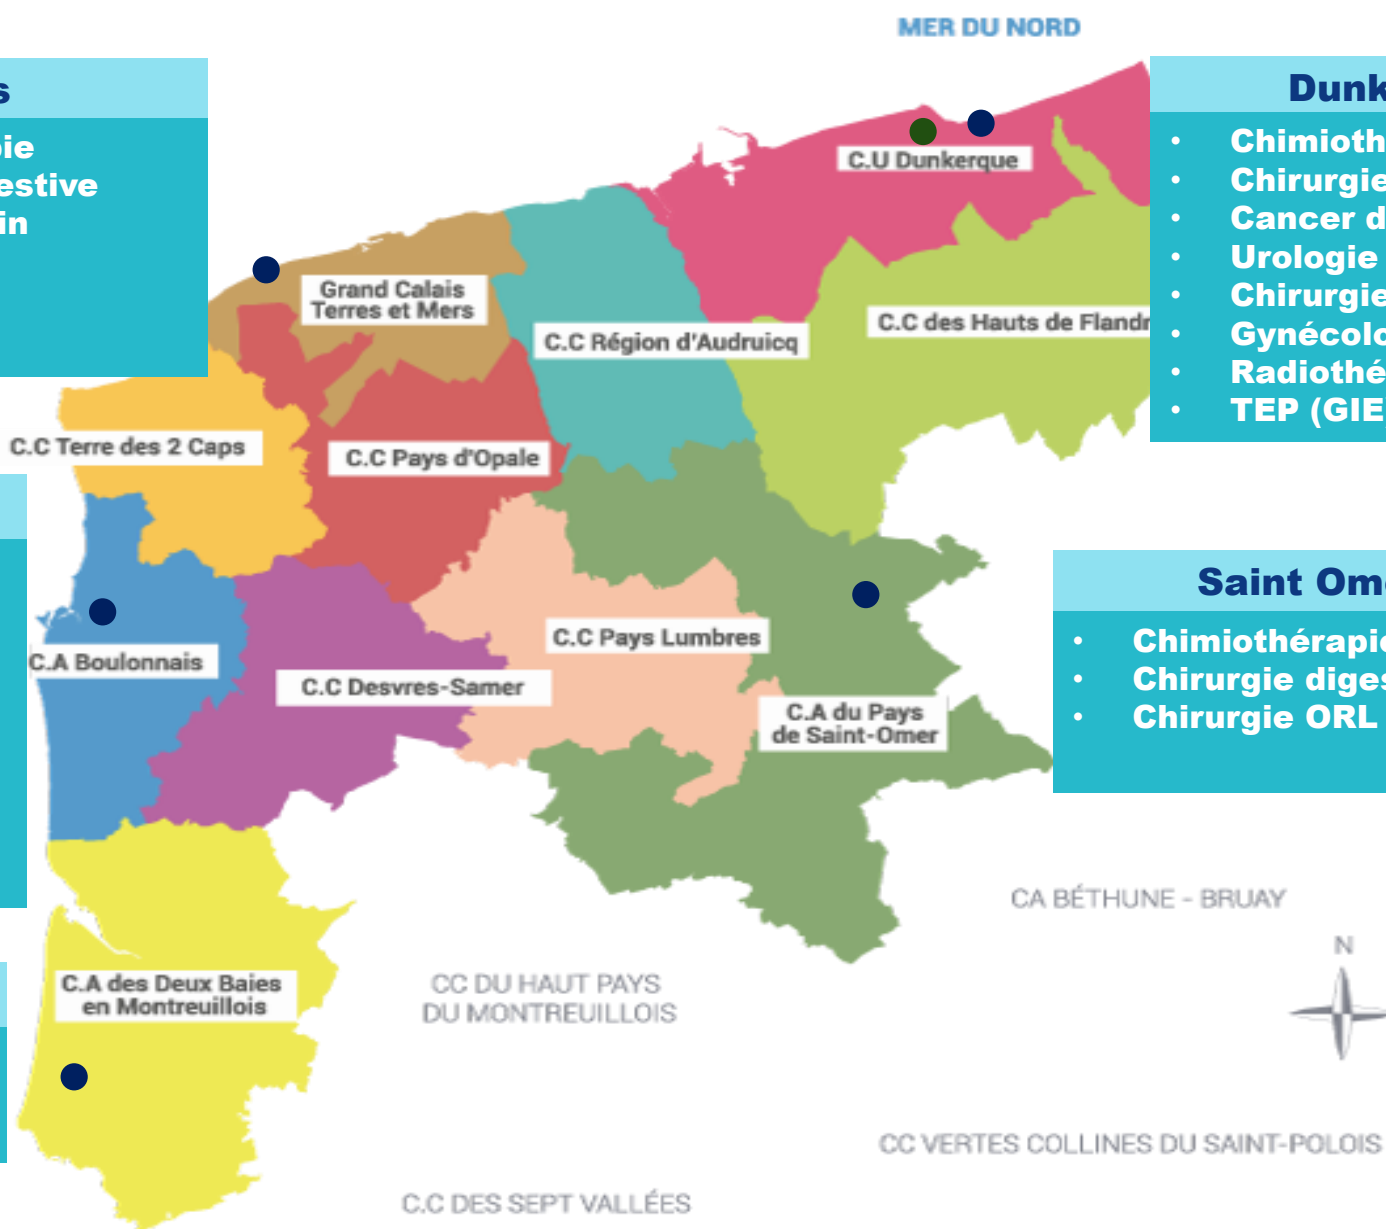 MER DU NORD
s
ie
estive
in
Dunk
• Chimioth
• Chirurgie
• Cancer d
• Urologie
• Chirurgie
• Gynécolo
• Radiothé
• TEP (GIE
C.U Dunkerque
Grand Calais
Terres et Mers
C.C Région d'Audruicq
C.C des Hauts de Flandr
C.C Terre des 2 Caps
C.C Pays d'Opale
Saint Ome
• Chimiothérapie
• Chirurgie diges
• Chirurgie ORL
C.C Pays Lumbres
C.A Boulonnais
C.C Desvres-Samer
C.A du Pays
de Saint-Omer
CA BÉTHUNE - BRUAY
N
C.A des Deux Baies
en Montreuillois
CC DU HAUT PAYS
DU MONTREUILLOIS
CC VERTES COLLINES DU SAINT-POLOIS
C.C DES SEPT VALLÉES